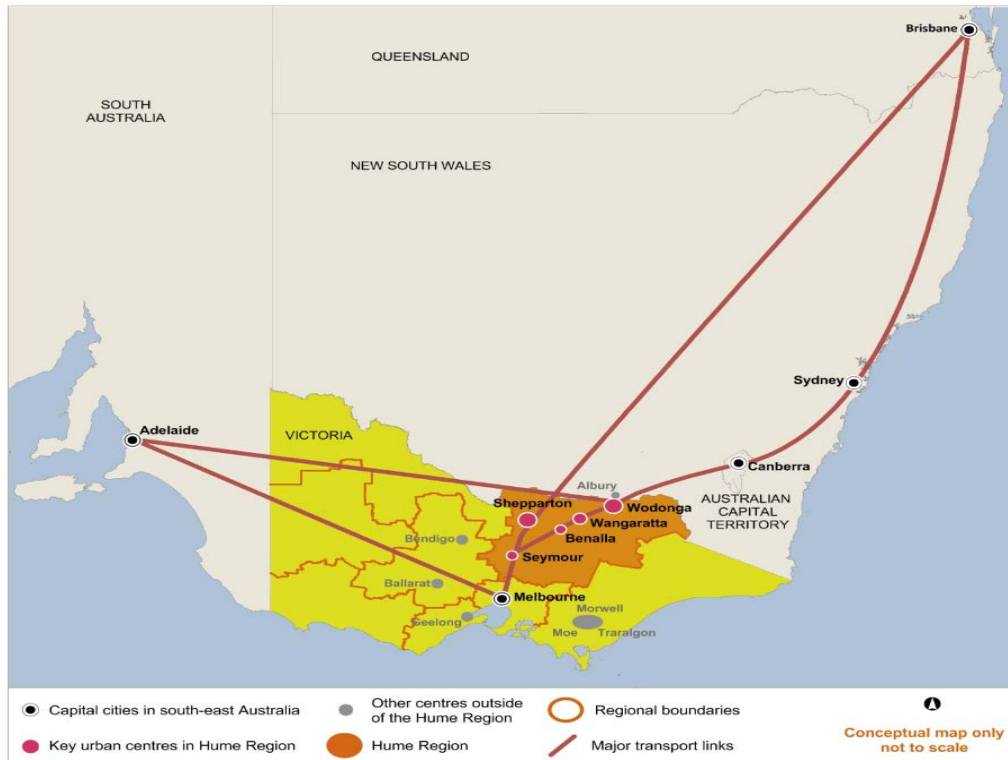 Brisbane
QUEENSLAND
SOUTH
AUSTRALIA
NEW SOUTH WALES
Sydney
Adelaide
VICTORIA
Canberra
Albury
AUSTRALIAN
CAPITAL
TERRITORY
Shepparton
Wodonga
Wangaratta
Benalla
Bendigo
Seymour
Ballarat
Melbourne
Geelong
Morwell
Moe
Traralgon
Capital cities in south-east Australia
Other centres outside
of the Hume Region
Regional boundaries
Key urban centres in Hume Region
Hume Region
Major transport links
Conceptual map only
not to scale